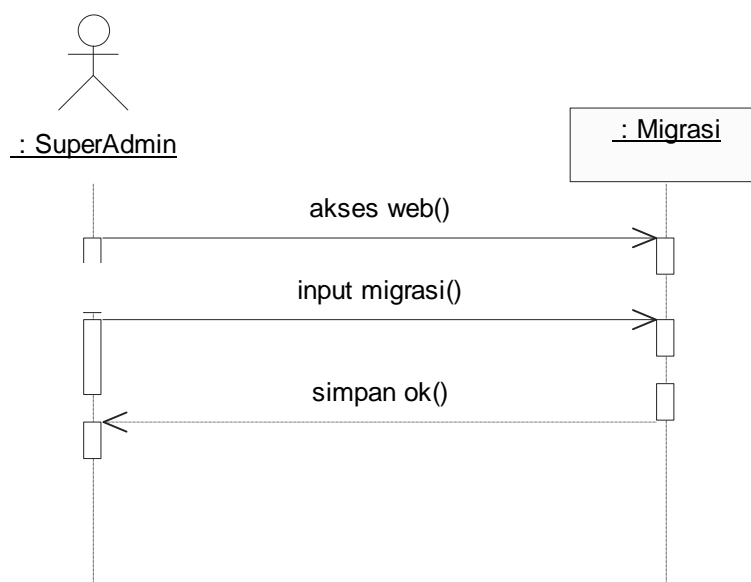 : SuperAdmin
: Migrasi
akses web()
input migrasi()
simpan ok()